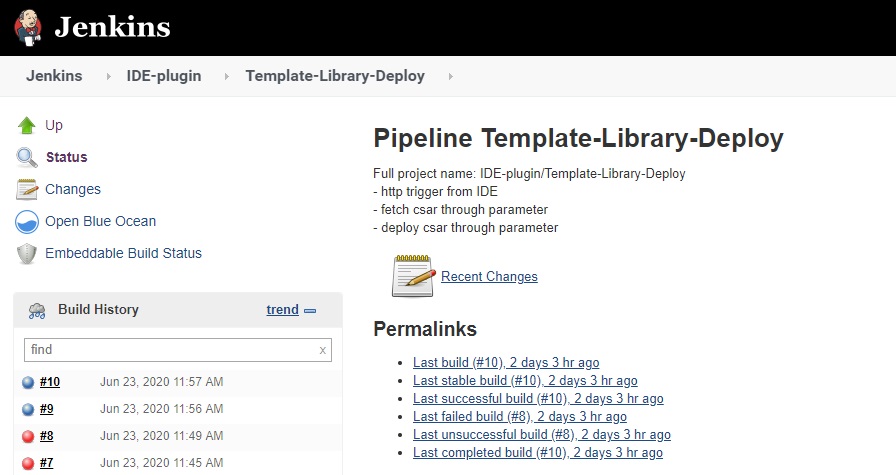 Jenkins
Jenkins IDE-plugin Template-Library-Deploy
Up
Status
Changes
Open Blue Ocean
Embeddable Build Status
Build History trend
find x
#10 Jun 23, 2020 11:57 AM
#9 Jun 23, 2020 11:56 AM
#8 Jun 23, 2020 11:49 AM
#7 Jun 23, 2020 11:45 AM
Pipeline Template-Library-Deploy
Full project name: IDE-plugin/Template-Library-Deploy
- http trigger from IDE
- fetch csar through parameter
- deploy csar through parameter
Recent Changes
Permalinks
Last build (#10), 2 days 3 hr ago
Last stable build (#10), 2 days 3 hr ago
Last successful build (#10), 2 days 3 hr ago
Last failed build (#8), 2 days 3 hr ago
Last unsuccessful build (#8), 2 days 3 hr ago
Last completed build (#10), 2 days 3 hr ago